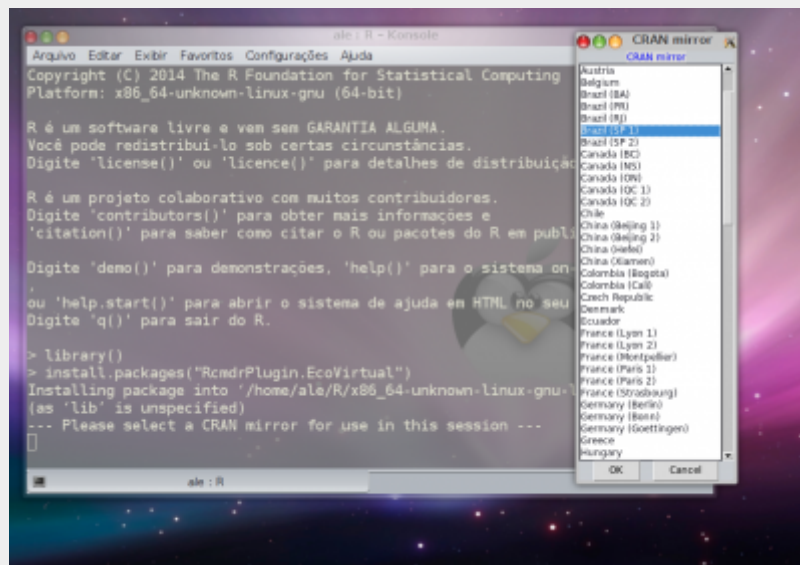 ale : R – Konsole
Arquivo Editar Exibir Favoritos Configurações Ajuda
Copyright (C) 2014 The R Foundation for Statistical Computing
Platform: x86_64-unknown-linux-gnu (64-bit)
R é um software livre e vem sem GARANTIA ALGUMA.
Você pode redistribuí-lo sob certas circunstâncias.
Digite 'license()' ou 'licence()' para detalhes de distribuiçã
R é um projeto colaborativo com muitos contribuidores.
Digite 'contributors()' para obter mais informações e
'citation()' para saber como citar o R ou pacotes do R em publi
Digite 'demo()' para demonstrações, 'help()' para o sistema on-
,
ou 'help.start()' para abrir o sistema de ajuda em HTML no seu
Digite 'q()' para sair do R.
> library()
> install.packages("RcmdrPlugin.EcoVirtual")
Installing package into '/home/ale/R/x86_64-unknown-linux-gnu-l
(as 'lib' is unspecified)
--- Please select a CRAN mirror for use in this session ---
ale : R
CRAN mirror
CRAN mirror
Austria
Belgium
Brazil (BA)
Brazil (PR)
Brazil (RJ)
Brazil (SP 1)
Brazil (SP 2)
Canada (BC)
Canada (NS)
Canada (ON)
Canada (QC 1)
Canada (QC 2)
Chile
China (Beijing 1)
China (Beijing 2)
China (Hefei)
China (Xiamen)
Colombia (Bogota)
Colombia (Cali)
Czech Republic
Denmark
Ecuador
France (Lyon 1)
France (Lyon 2)
France (Montpellier)
France (Paris 1)
France (Paris 2)
France (Strasbourg)
Germany (Berlin)
Germany (Bonn)
Germany (Goettingen)
Greece
Hungary
OK Cancel